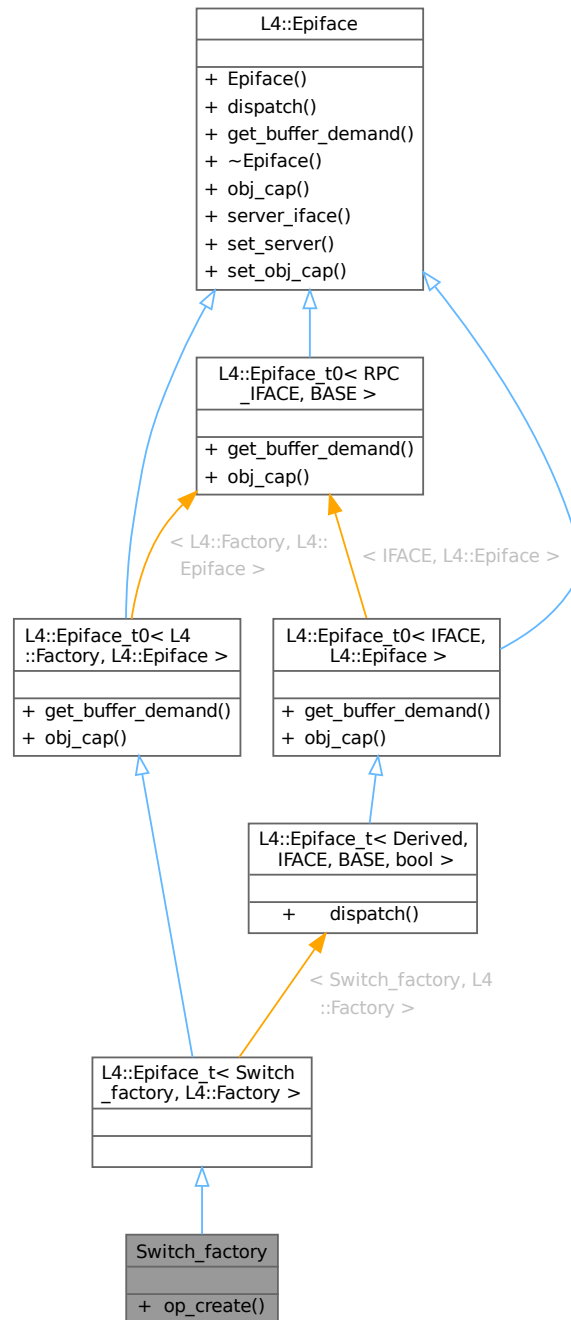 L4::Epiface
+ Epiface()
+ dispatch()
+ get_buffer_demand()
+ ~Epiface()
+ obj_cap()
+ server_iface()
+ set_server()
+ set_obj_cap()
L4::Epiface_t0< RPC
_IFACE, BASE >
+ get_buffer_demand()
+ obj_cap()
< L4::Factory, L4::
Epiface >
< IFACE, L4::Epiface >
L4::Epiface_t0< L4
::Factory, L4::Epiface >
+ get_buffer_demand()
+ obj_cap()
L4::Epiface_t0< IFACE,
L4::Epiface >
+ get_buffer_demand()
+ obj_cap()
L4::Epiface_t< Derived,
IFACE, BASE, bool >
+ dispatch()
< Switch_factory, L4
::Factory >
L4::Epiface_t< Switch
_factory, L4::Factory >
Switch_factory
+ op_create()